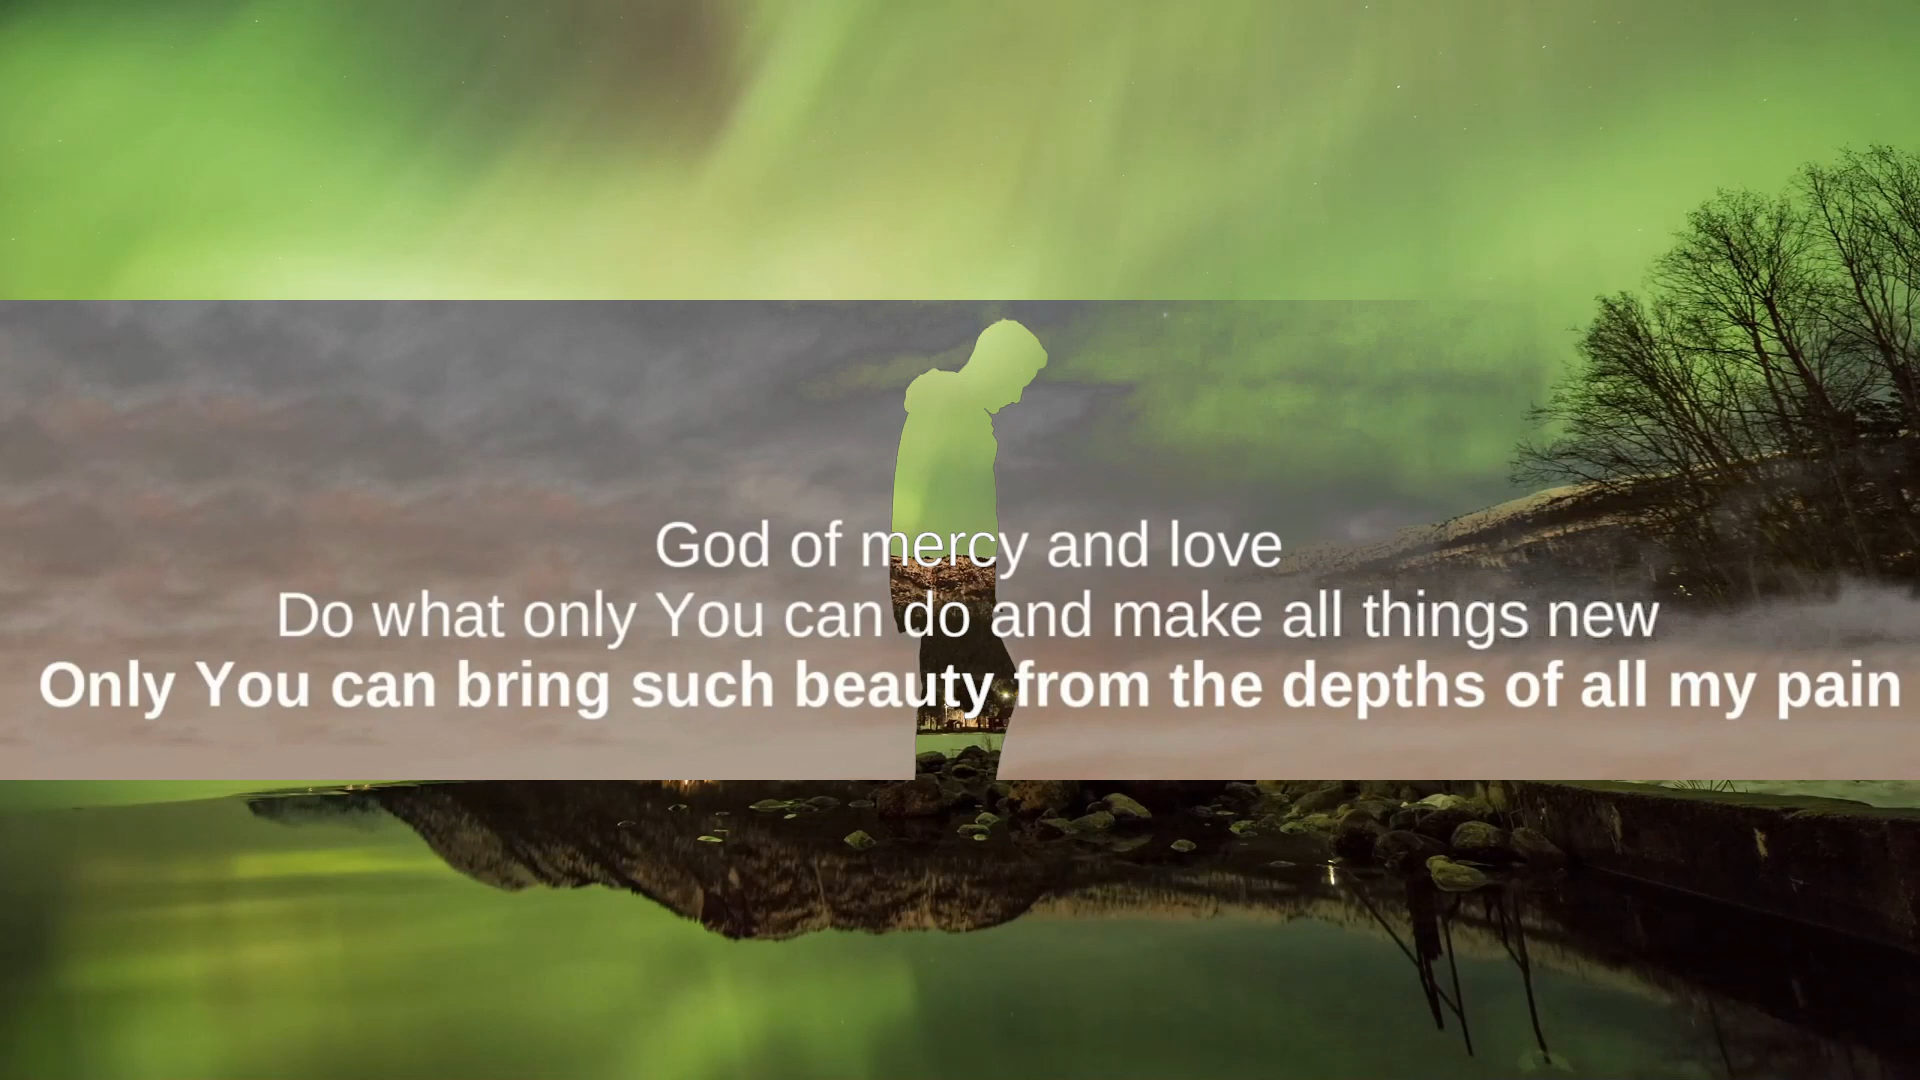 God of mercy and love
Do what only You can do and make all things new
Only You can bring such beauty from the depths of all my pain